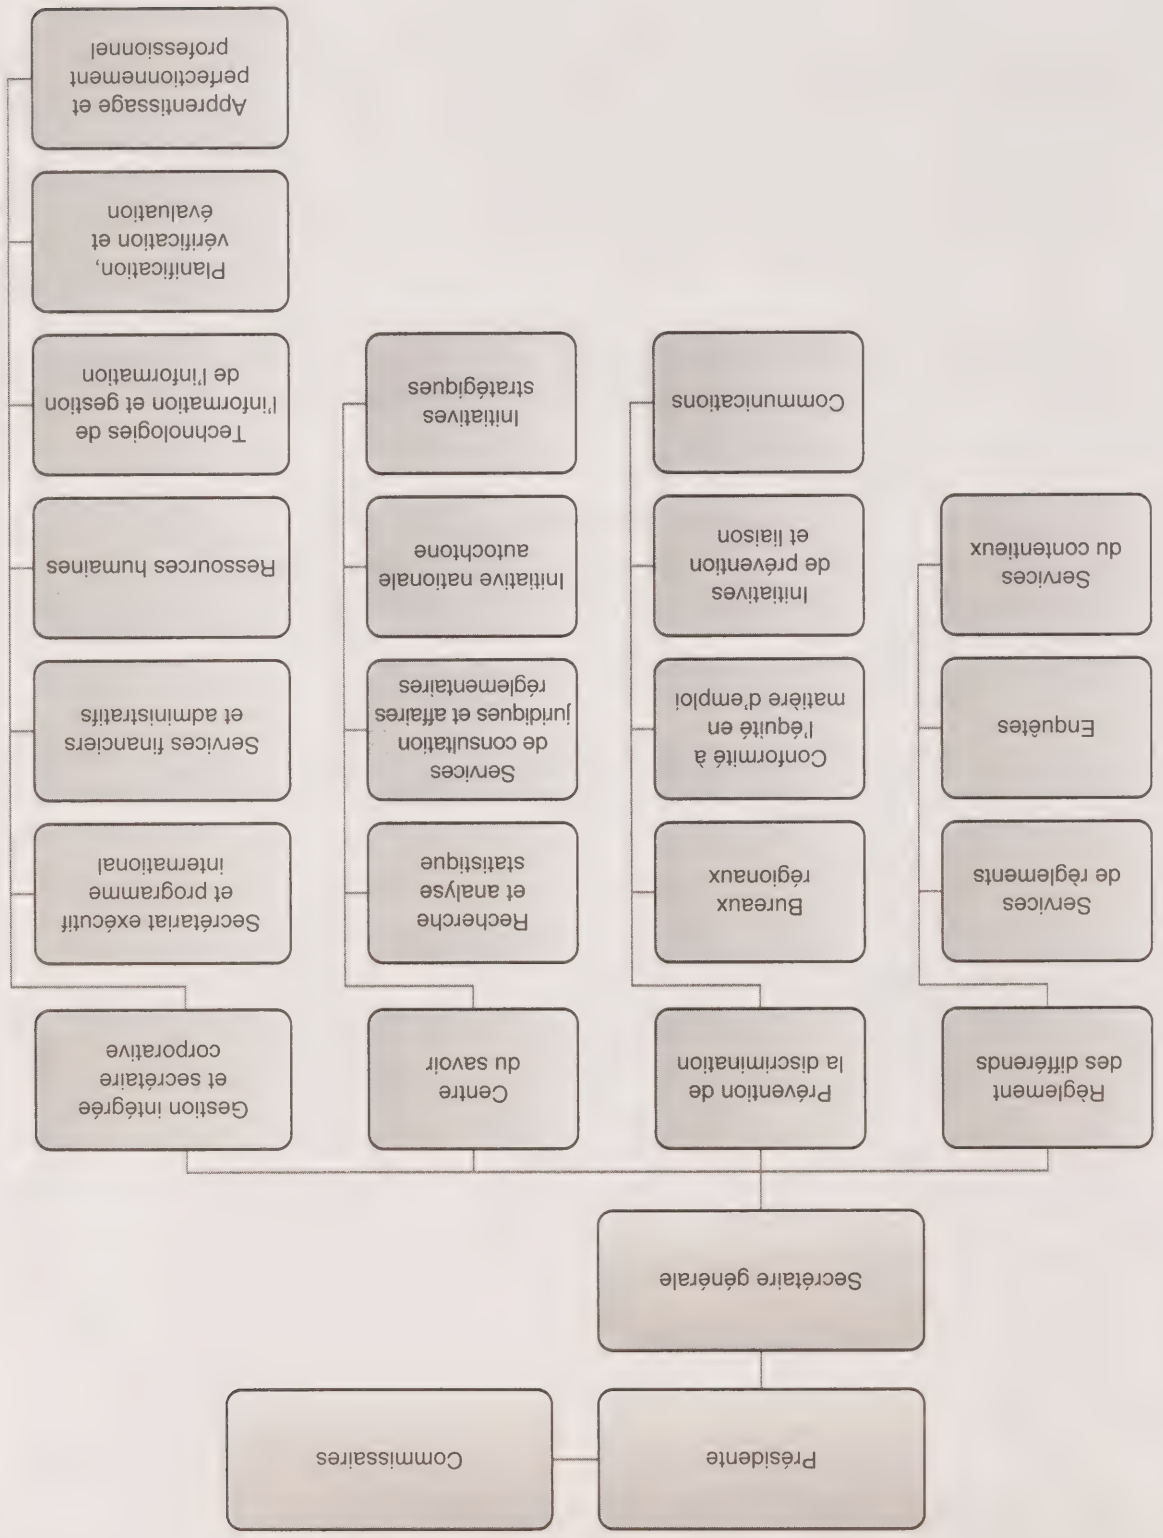 Présidente
Commissaires
Secrétaire générale
Règlement
des différends
Services
de règlements
Enquêtes
Services
du contentieux
Prévention de
la discrimination
Bureaux
régionaux
Conformité à
l'équité en
matière d'emploi
Initiatives
de prévention
et liaison
Communications
Centre
du savoir
Recherche
et analyse
statistique
Services
de consultation
juridiques et affaires
réglementaires
Initiative nationale
autochtone
Initiatives
stratégiques
Gestion intégrée
et secrétaire
corporative
Secrétariat exécutif
et programme
international
Services financiers
et administratifs
Ressources humaines
Technologies de
l'information et gestion
de l'information
Planification,
vérification et
évaluation
Apprentissage et
perfectionnement
professionnel